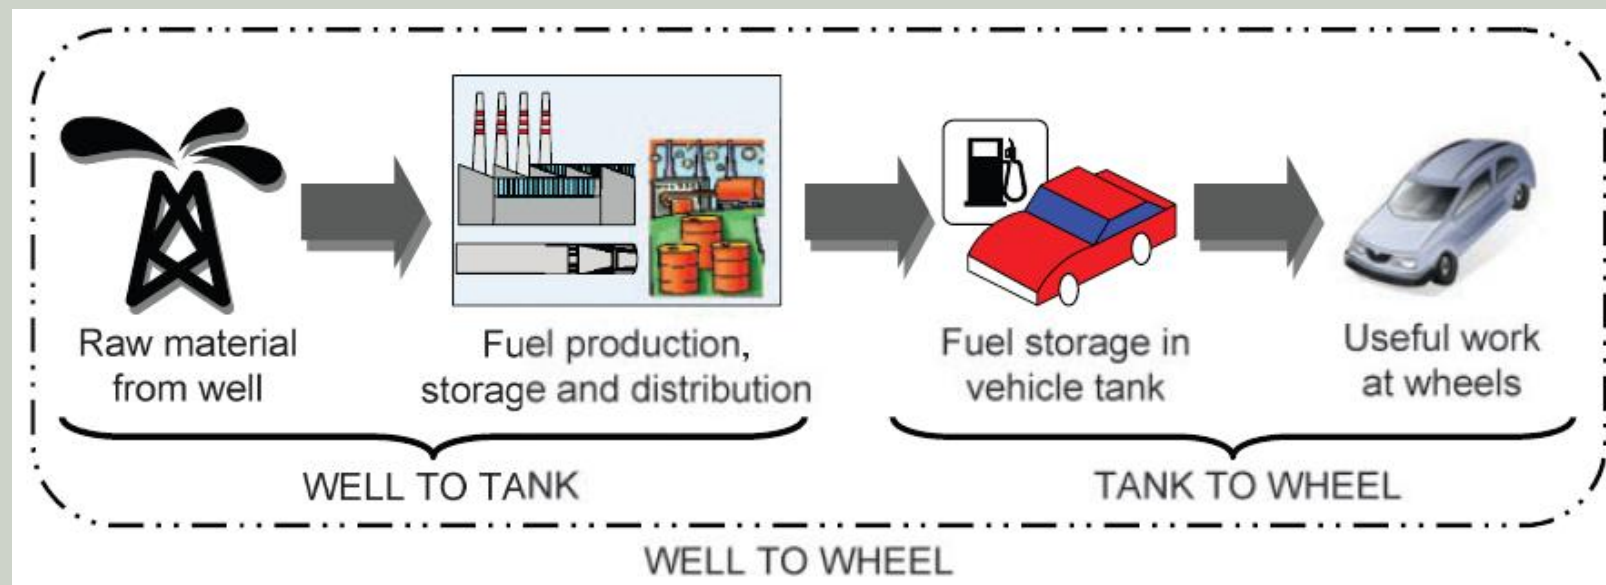 Raw material
from well
Fuel production,
storage and distribution
Fuel storage in
vehicle tank
Useful work
at wheels
WELL TO TANK
TANK TO WHEEL
WELL TO WHEEL